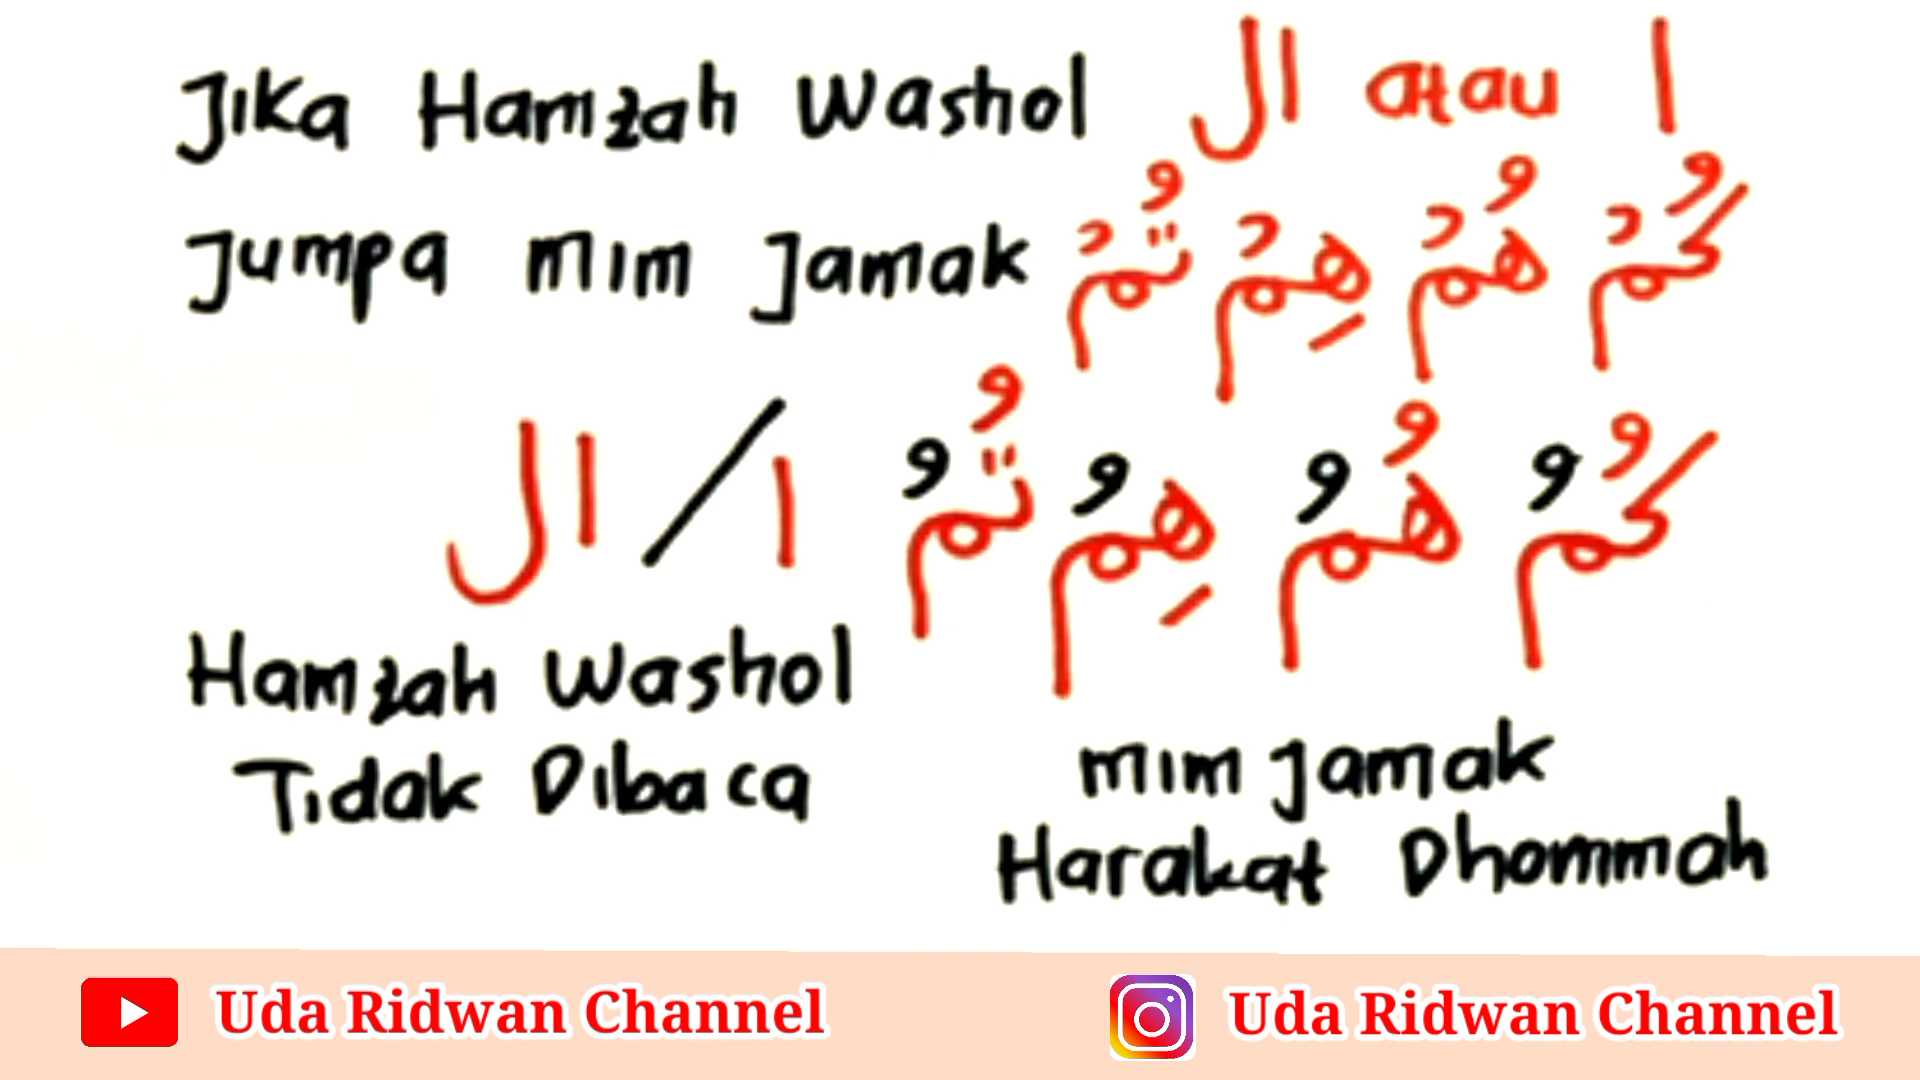 Jika Hamzah Washol ا atau ال
Jumpa mim Jamak كُمْ هُمْ هِمْ تُمْ
كُمُ هُمُ هِمُ تُمُ ا / ال
Hamzah Washol
Tidak Dibaca
mim Jamak
Harakat Dhommah
Uda Ridwan Channel
Uda Ridwan Channel